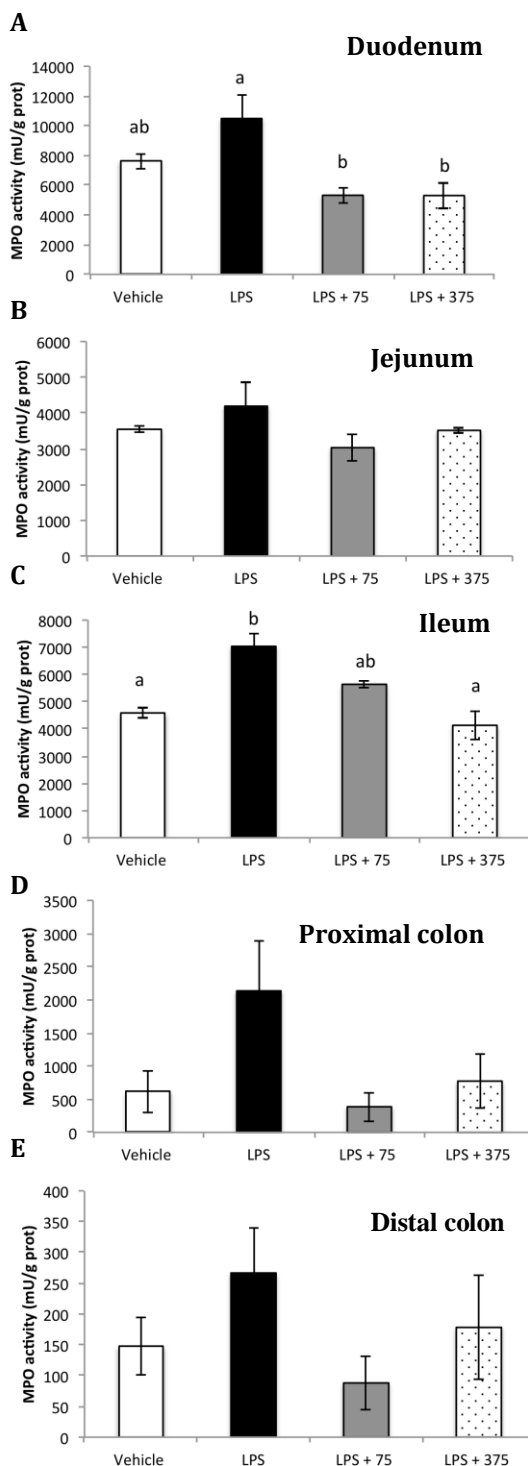 A
Duodenum
MPO activity (mU/g prot)
14000
12000
10000
8000
6000
4000
2000
0
ab
a
b
b
Vehicle LPS LPS + 75 LPS + 375
B
Jejunum
MPO activity (mU/g prot)
6000
5000
4000
3000
2000
1000
0
Vehicle LPS LPS + 75 LPS + 375
C
Ileum
MPO activity (mU/g prot)
8000
7000
6000
5000
4000
3000
2000
1000
0
a
b
ab
a
Vehicle LPS LPS + 75 LPS + 375
D
Proximal colon
MPO activity (mU/g prot)
3500
3000
2500
2000
1500
1000
500
0
Vehicle LPS LPS + 75 LPS + 375
E
Distal colon
MPO activity (mU/g prot)
400
350
300
250
200
150
100
50
0
Vehicle LPS LPS + 75 LPS + 375